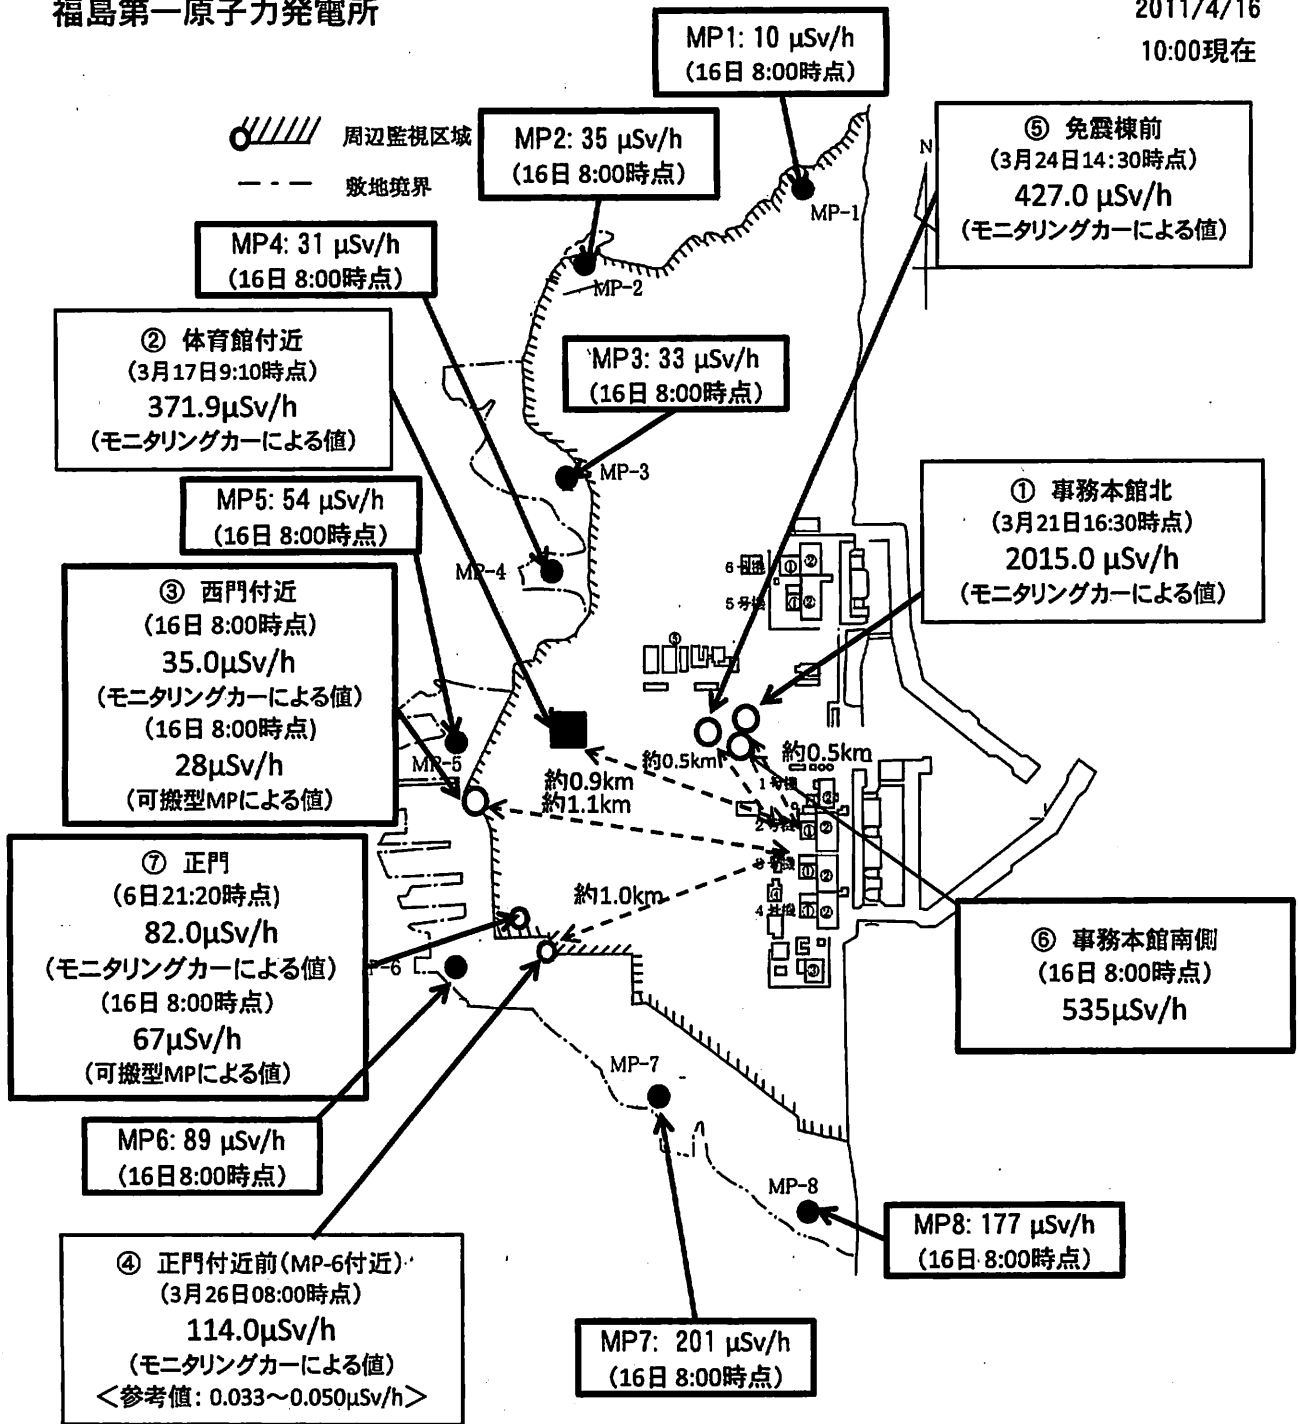 福島第一原子力発電所
2011/4/16
10:00現在
周辺監視区域
敷地境界
MP1: 10 μSv/h
(16日 8:00時点)
MP2: 35 μSv/h
(16日 8:00時点)
⑤ 免震棟前
(3月24日14:30時点)
427.0 μSv/h
(モニタリングカーによる値)
N
MP-1
MP4: 31 μSv/h
(16日 8:00時点)
MP-2
② 体育館付近
(3月17日9:10時点)
371.9μSv/h
(モニタリングカーによる値)
MP3: 33 μSv/h
(16日 8:00時点)
MP-3
MP5: 54 μSv/h
(16日 8:00時点)
① 事務本館北
(3月21日16:30時点)
2015.0 μSv/h
(モニタリングカーによる値)
MP-4
6号機
① ②
5号機
① ②
③ 西門付近
(16日 8:00時点)
35.0μSv/h
(モニタリングカーによる値)
(16日 8:00時点)
28μSv/h
(可搬型MPによる値)
MP-5
約0.5km
約0.5km
約0.9km
約1.1km
1号機
2号機
① ②
3号機
① ②
4号機
① ②
③
約1.0km
⑦ 正門
(6日21:20時点)
82.0μSv/h
(モニタリングカーによる値)
(16日 8:00時点)
67μSv/h
(可搬型MPによる値)
P-6
⑥ 事務本館南側
(16日 8:00時点)
535μSv/h
MP-7
MP6: 89 μSv/h
(16日8:00時点)
MP-8
MP8: 177 μSv/h
(16日 8:00時点)
④ 正門付近前(MP-6付近)
(3月26日08:00時点)
114.0μSv/h
(モニタリングカーによる値)
<参考値: 0.033～0.050μSv/h>
MP7: 201 μSv/h
(16日 8:00時点)